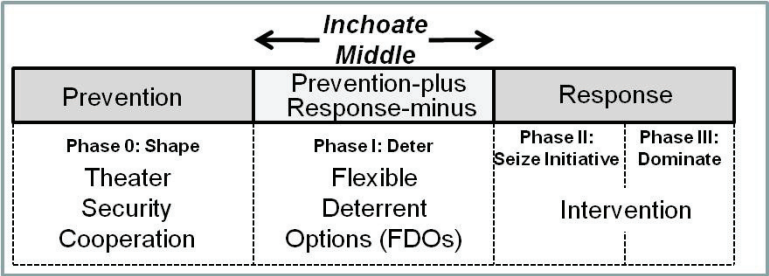 Inchoate
Middle
Prevention
Prevention-plus
Response-minus
Response
Phase 0: Shape
Theater
Security
Cooperation
Phase I: Deter
Flexible
Deterrent
Options (FDOs)
Phase II:
Seize Initiative
Phase III:
Dominate
Intervention